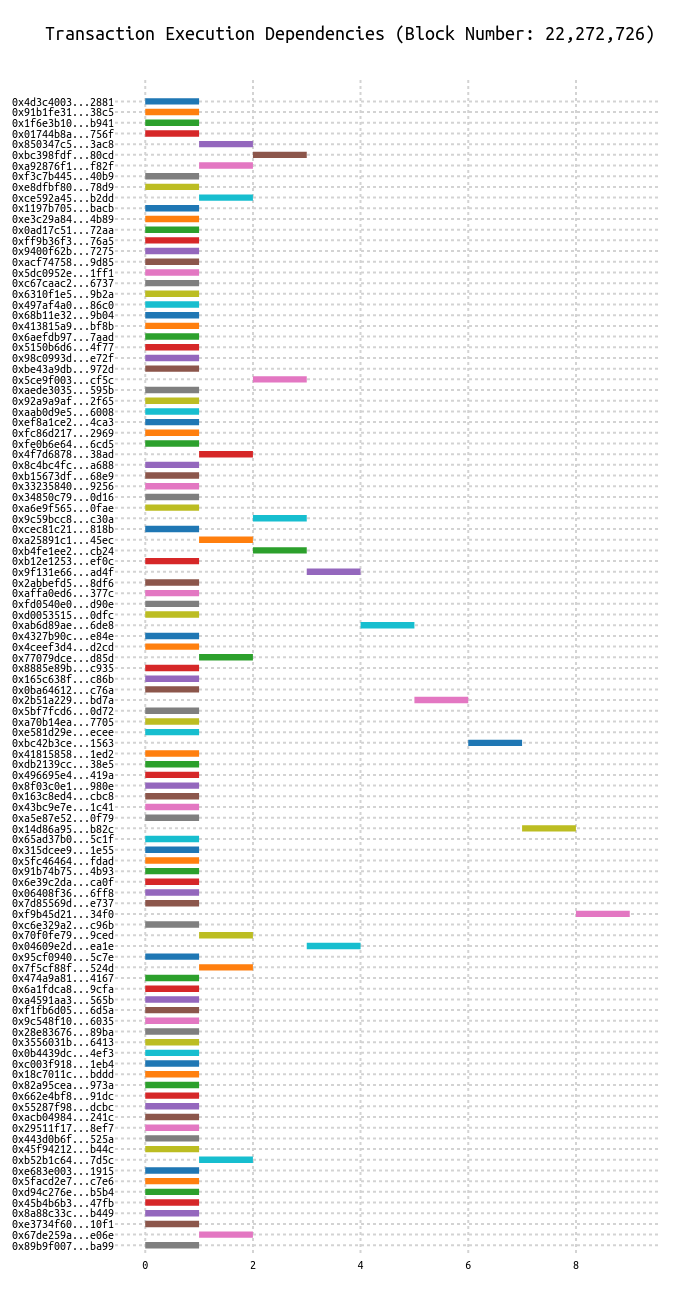 Transaction Execution Dependencies (Block Number: 22,272,726)
0x4d3c4003...2881
0x91b1fe31...38c5
0x1f6e3b10...b941
0x01744b8a...756f
0x850347c5...3ac8
0xbc398fdf...80cd
0xa92876f1...f82f
0xf3c7b445...40b9
0xe8dfbf80...78d9
0xce592a45...b2dd
0x1197b705...bacb
0xe3c29a84...4b89
0x0ad17c51...72aa
0xff9b36f3...76a5
0x9400f62b...7275
0xacf74758...9d85
0x5dc0952e...1ff1
0xc67caac2...6737
0x6310f1e5...9b2a
0x497af4a0...86c0
0x68b11e32...9b04
0x413815a9...bf8b
0x6aefdb97...7aad
0x5150b6d6...4f77
0x98c0993d...e72f
0xbe43a9db...972d
0x5ce9f003...cf5c
0xaede3035...595b
0x92a9a9af...2f65
0xaab0d9e5...6008
0xef8a1ce2...4ca3
0xfc86d217...2969
0xfe0b6e64...6cd5
0x4f7d6878...38ad
0x8c4bc4fc...a688
0xb15673df...68e9
0x33235840...9256
0x34850c79...0d16
0xa6e9f565...0fae
0x9c59bcc8...c30a
0xcec81c21...818b
0xa25891c1...45ec
0xb4fe1ee2...cb24
0xb12e1253...ef0c
0x9f131e66...ad4f
0x2abbefd5...8df6
0xaffa0ed6...377c
0xfd0540e0...d90e
0xd0053515...0dfc
0xab6d89ae...6de8
0x4327b90c...e84e
0x4ceef3d4...d2cd
0x77079dce...d85d
0x8885e89b...c935
0x165c638f...c86b
0x0ba64612...c76a
0x2b51a229...bd7a
0x5bf7fcd6...0d72
0xa70b14ea...7705
0xe581d29e...ecee
0xbc42b3ce...1563
0x41815858...1ed2
0xdb2139cc...38e5
0x496695e4...419a
0x8f03c0e1...980e
0x163c8ed4...cbc8
0x43bc9e7e...1c41
0xa5e87e52...0f79
0x14d86a95...b82c
0x65ad37b0...5c1f
0x315dcee9...1e55
0x5fc46464...fdad
0x91b74b75...4b93
0x6e39c2da...ca0f
0x06408f36...6ff8
0x7d85569d...e737
0xf9b45d21...34f0
0xc6e329a2...c96b
0x70f0fe79...9ced
0x04609e2d...ea1e
0x95cf0940...5c7e
0x7f5cf88f...524d
0x474a9a81...4167
0x6a1fdca8...9cfa
0xa4591aa3...565b
0xf1fb6d05...6d5a
0x9c548f10...6035
0x28e83676...89ba
0x3556031b...6413
0x0b4439dc...4ef3
0xc003f918...1eb4
0x18c7011c...bddd
0x82a95cea...973a
0x662e4bf8...91dc
0x55287f98...dcbc
0xacb04984...241c
0x29511f17...8ef7
0x443d0b6f...525a
0x45f94212...b44c
0xb52b1c64...7d5c
0xe683e003...1915
0x5facd2e7...c7e6
0xd94c276e...b5b4
0x45b4b6b3...47fb
0x8a88c33c...b449
0xe3734f60...10f1
0x67de259a...e06e
0x89b9f007...ba99
0 2 4 6 8